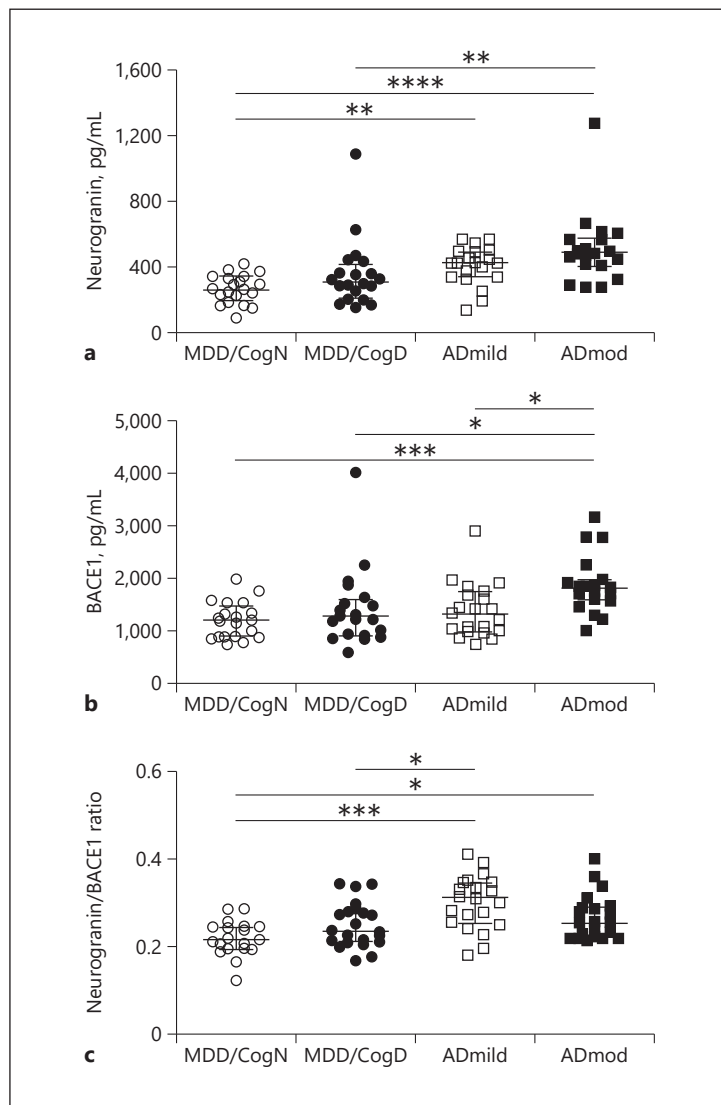 **
****
**
1,600
1,200
800
400
0
Neurogranin, pg/mL
a
MDD/CogN MDD/CogD ADmild ADmod
*
*
***
5,000
4,000
3,000
2,000
1,000
0
BACE1, pg/mL
b
MDD/CogN MDD/CogD ADmild ADmod
*
*
***
0.6
0.4
0.2
0
Neurogranin/BACE1 ratio
c
MDD/CogN MDD/CogD ADmild ADmod